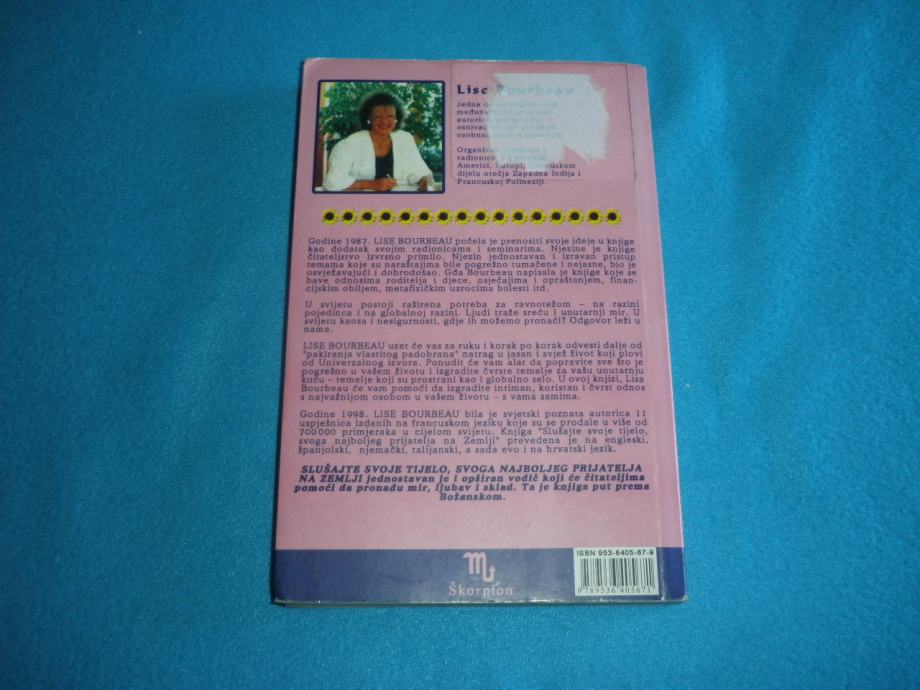 Lise Bourbeau
Jedna od
međunarodno
autorica,
osnivač
osobnog
Organizira
radionice
Americi, Europi, Francuskom
dijelu otočja Zapadna Indija i
Francuskoj Polineziji.
Godine 1987. LISE BOURBEAU počela je prenositi svoje ideje u knjige
kao dodatak svojim radionicama i seminarima. Njezine je knjige
čitateljstvo izvrsno primilo. Njezin jednostavan i izravan pristup
temama koje su naraštajima bile pogrešno tumačene i nejasne, bio je
osvježavajući i dobrodošao. Gđa Bourbeau napisala je knjige koje se
bave odnosima roditelja i djece, osjećajima i opraštanjem, finan-
cijskim obiljem, metafizičkim uzrocima bolesti itd.
U svijetu postoji raširena potreba za ravnotežom – na razini
pojedinca i na globalnoj razini. Ljudi traže sreću i unutarnji mir. U
svijetu kaosa i nesigurnosti, gdje ih možemo pronaći? Odgovor leži u
nama.
LISE BOURBEAU uzet će vas za ruku i korak po korak odvesti dalje od
"pakiranja vlastitog padobrana" natrag u jasan i svjež život koji plovi
od Univerzalnog izvora. Ponudit će vam alat da popravite sve što je
pogrešno u vašem životu i izgradite čvrste temelje za vašu unutarnju
kuću – temelje koji su prostrani kao i globalno selo. U ovoj knjizi, Lisa
Bourbeau će vam pomoći da izgradite intiman, koristan i čvrst odnos
s najvažnijom osobom u vašem životu – s vama samima.
Godine 1998. LISE BOURBEAU bila je svjetski poznata autorica 11
uspješnica izdanih na francuskom jeziku koje su se prodale u više od
700 000 primjeraka u cijelom svijetu. Knjiga "Slušajte svoje tijelo,
svoga najboljeg prijatelja na Zemlji" prevedena je na engleski,
španjolski, njemački, talijanski, a sada evo i na hrvatski jezik.
SLUŠAJTE SVOJE TIJELO, SVOGA NAJBOLJEG PRIJATELJA
NA ZEMLJI jednostavan je i opširan vodič koji će čitateljima
pomoći da pronađu mir, ljubav i sklad. Ta je knjiga put prema
Božanskom.
ISBN 953-6405-67-9
9 789536 405671
Škorpion